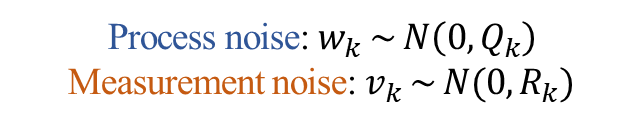 Process noise: w_k ~ N(0, Q_k)
Measurement noise: v_k ~ N(0, R_k)